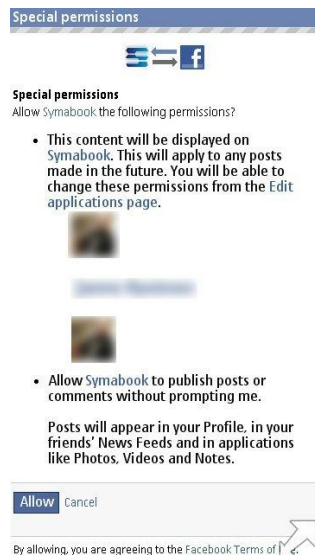 Special permissions
Special permissions
Allow Symabook the following permissions?
• This content will be displayed on
Symabook. This will apply to any posts
made in the future. You will be able to
change these permissions from the Edit
applications page.
• Allow Symabook to publish posts or
comments without prompting me.
Posts will appear in your Profile, in your
friends' News Feeds and in applications
like Photos, Videos and Notes.
Allow Cancel
By allowing, you are agreeing to the Facebook Terms of